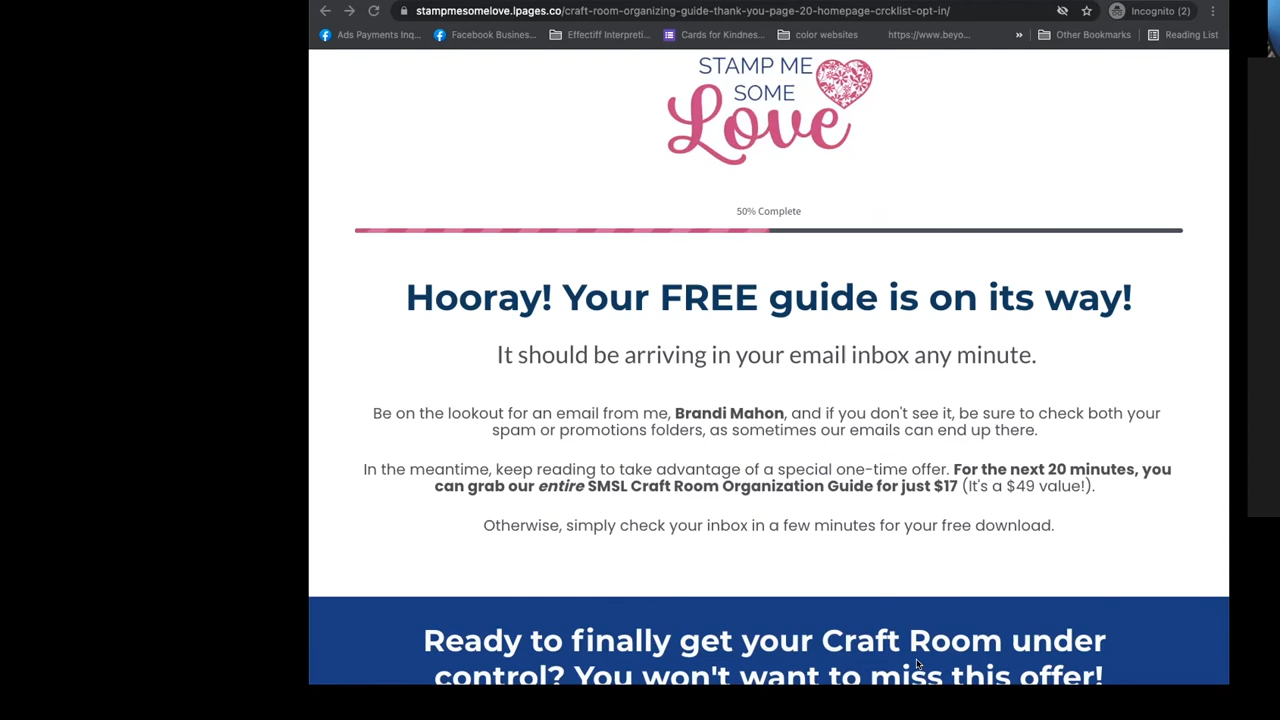 stampmesomelove.lpages.co/craft-room-organizing-guide-thank-you-page-20-homepage-crcklist-opt-in/
Incognito (2)
Ads Payments Inq...
Facebook Busines...
Effectiff Interpreti...
Cards for Kindnes...
color websites
https://www.beyo...
»
Other Bookmarks
Reading List
STAMP ME
SOME
Love
50% Complete
Hooray! Your FREE guide is on its way!
It should be arriving in your email inbox any minute.
Be on the lookout for an email from me, Brandi Mahon, and if you don't see it, be sure to check both your
spam or promotions folders, as sometimes our emails can end up there.
In the meantime, keep reading to take advantage of a special one-time offer. For the next 20 minutes, you
can grab our entire SMSL Craft Room Organization Guide for just $17 (It's a $49 value!).
Otherwise, simply check your inbox in a few minutes for your free download.
Ready to finally get your Craft Room under
control? You won't want to miss this offer!